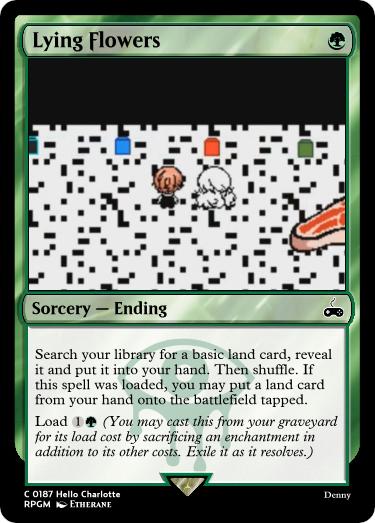 Lying Flowers
Sorcery — Ending
Search your library for a basic land card, reveal
it and put it into your hand. Then shuffle. If
this spell was loaded, you may put a land card
from your hand onto the battlefield tapped.
Load 1 (You may cast this from your graveyard
for its load cost by sacrificing an enchantment in
addition to its other costs. Exile it as it resolves.)
C 0187 Hello Charlotte
RPGM ETHERANE
Denny